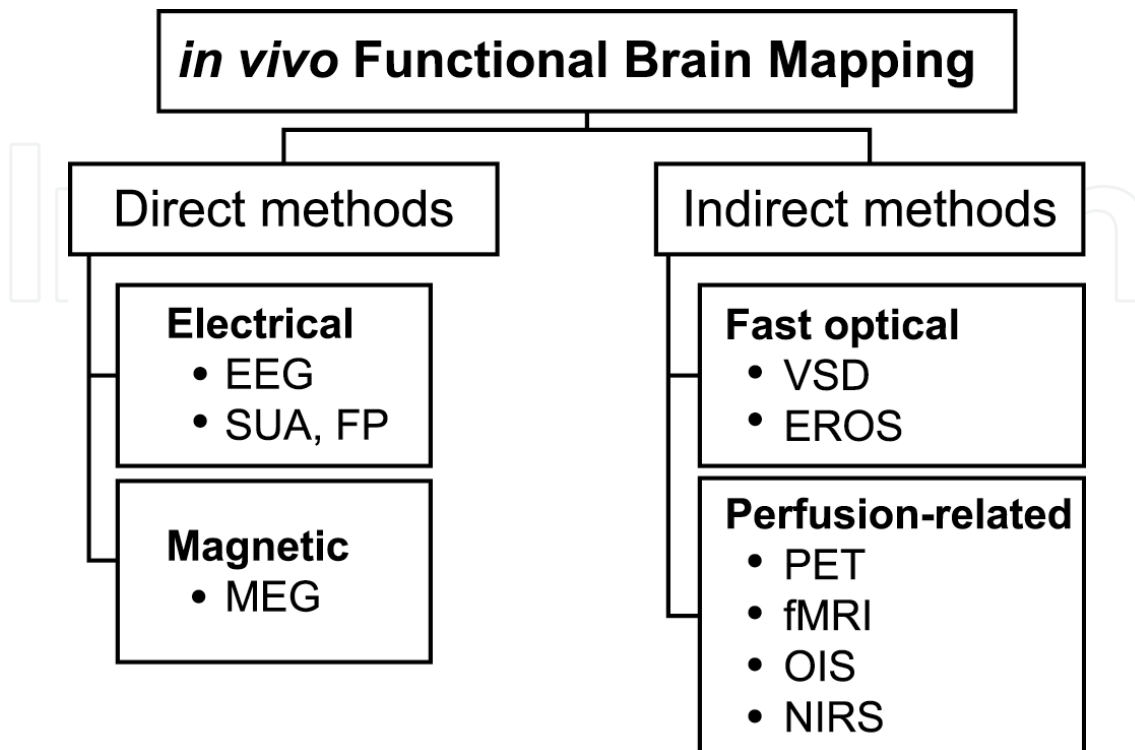 in vivo Functional Brain Mapping
Direct methods
Electrical
• EEG
• SUA, FP
Magnetic
• MEG
Indirect methods
Fast optical
• VSD
• EROS
Perfusion-related
• PET
• fMRI
• OIS
• NIRS